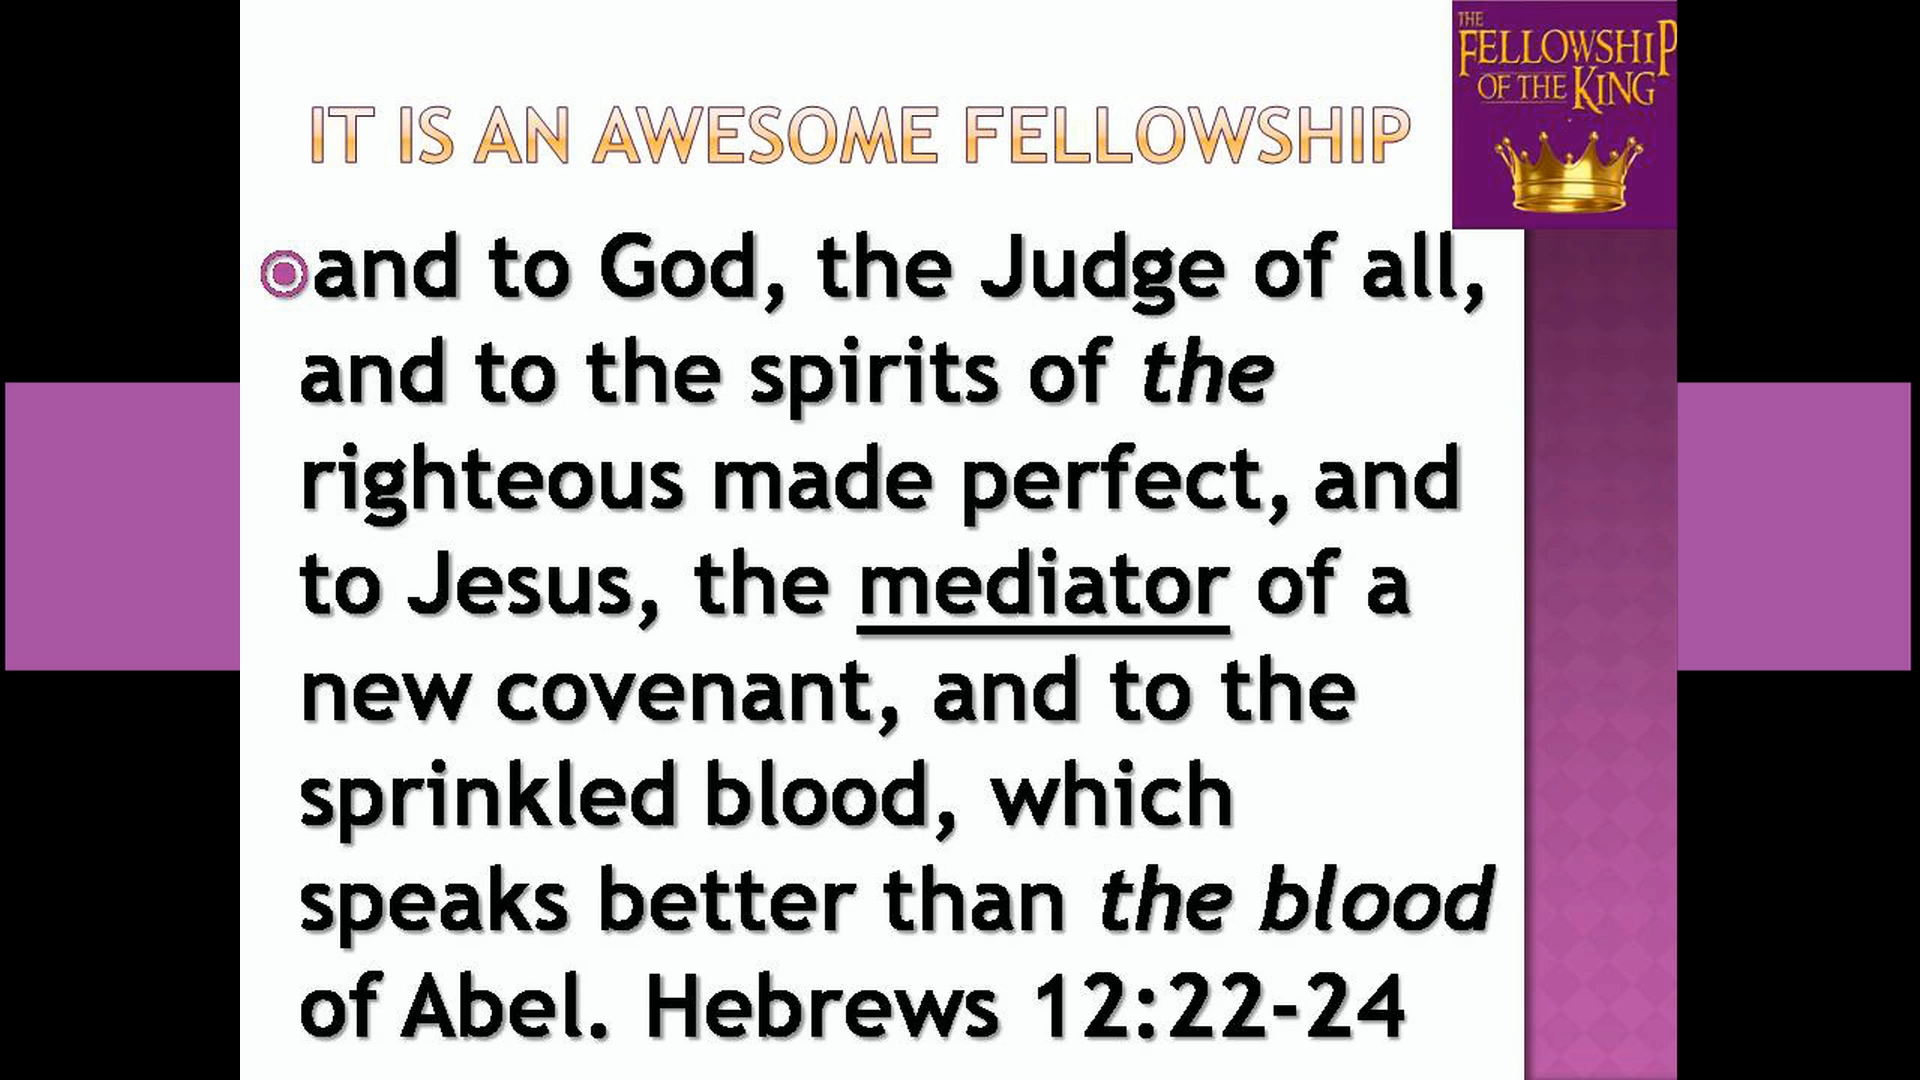 THE
FELLOWSHIP
OF THE KING
IT IS AN AWESOME FELLOWSHIP
and to God, the Judge of all,
and to the spirits of the
righteous made perfect, and
to Jesus, the mediator of a
new covenant, and to the
sprinkled blood, which
speaks better than the blood
of Abel. Hebrews 12:22-24